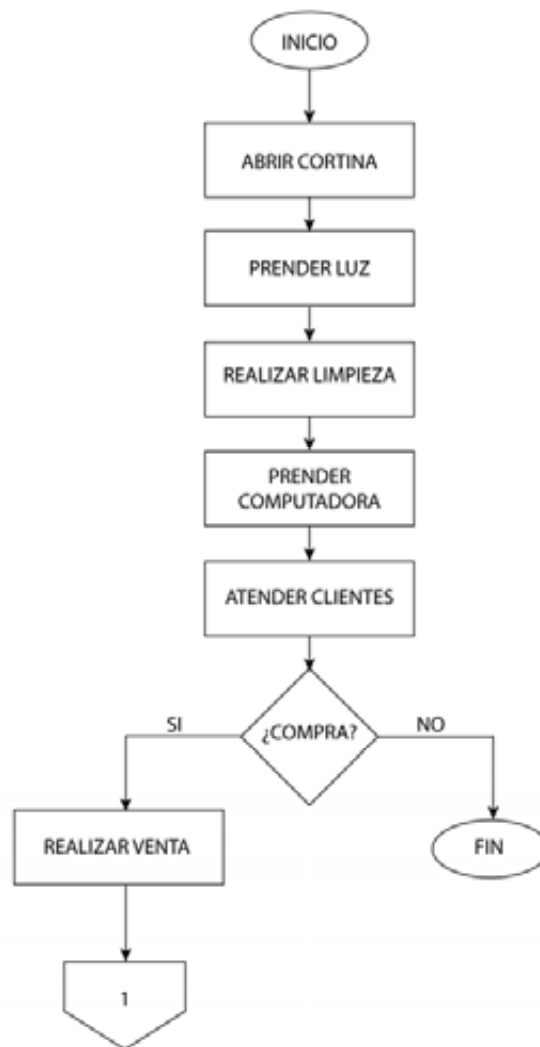 INICIO
ABRIR CORTINA
PRENDER LUZ
REALIZAR LIMPIEZA
PRENDER
COMPUTADORA
ATENDER CLIENTES
¿COMPRA?
SI
NO
REALIZAR VENTA
FIN
1